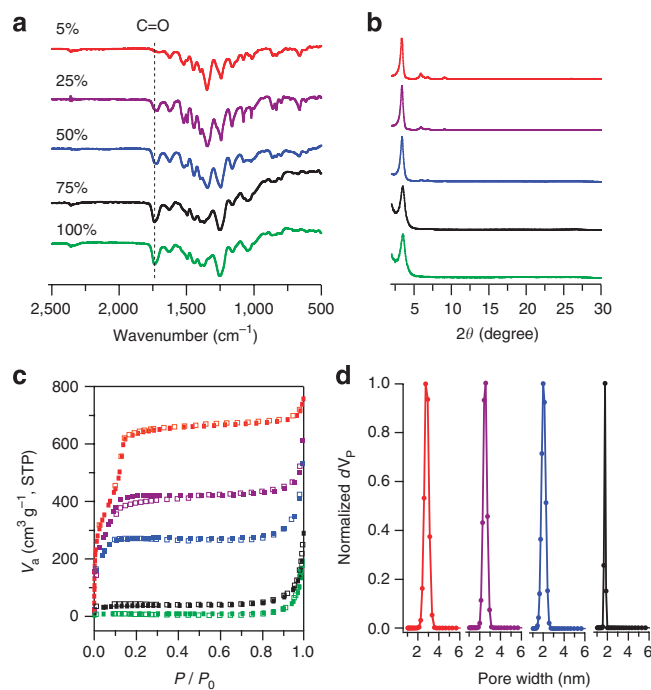 a
5%
C=O
25%
50%
75%
100%
2,500 2,000 1,500 1,000 500
Wavenumber (cm⁻¹)
b
5 10 15 20 25 30
2θ (degree)
c
800
600
400
200
0
Vₐ (cm³ g⁻¹, STP)
0.0 0.2 0.4 0.6 0.8 1.0
P / P₀
d
1.0
0.8
0.6
0.4
0.2
0.0
Normalized dV_P
2 4 6 2 4 6 2 4 6 2 4 6
Pore width (nm)